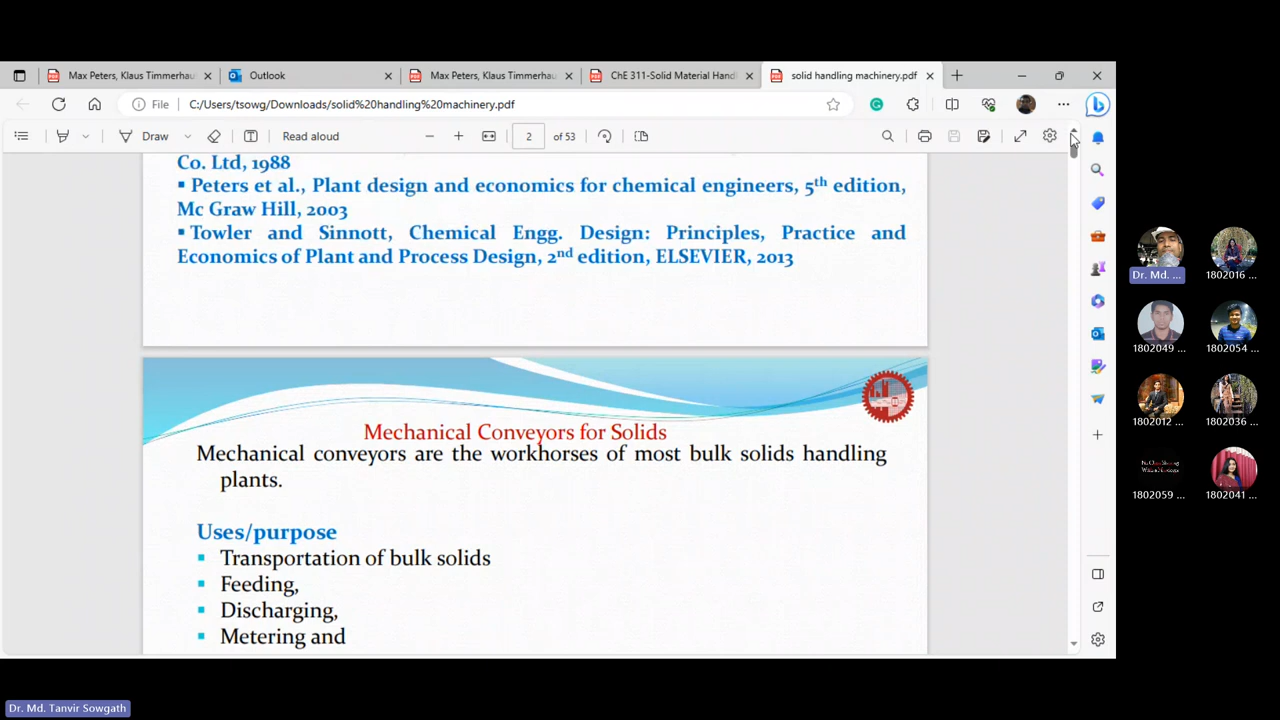 Max Peters, Klaus Timmerhau
Outlook
Max Peters, Klaus Timmerhau
ChE 311-Solid Material Handl
solid handling machinery.pdf
File
C:/Users/tsowg/Downloads/solid%20handling%20machinery.pdf
Draw
Read aloud
2
of 53
Co. Ltd, 1988
▪ Peters et al., Plant design and economics for chemical engineers, 5th edition,
Mc Graw Hill, 2003
▪ Towler and Sinnott, Chemical Engg. Design: Principles, Practice and
Economics of Plant and Process Design, 2nd edition, ELSEVIER, 2013
Mechanical Conveyors for Solids
Mechanical conveyors are the workhorses of most bulk solids handling
plants.
Uses/purpose
▪ Transportation of bulk solids
▪ Feeding,
▪ Discharging,
▪ Metering and
Dr. Md. ...
1802016 ...
1802049 ...
1802054 ...
1802012 ...
1802036 ...
1802059 ...
1802041 ...
Dr. Md. Tanvir Sowgath